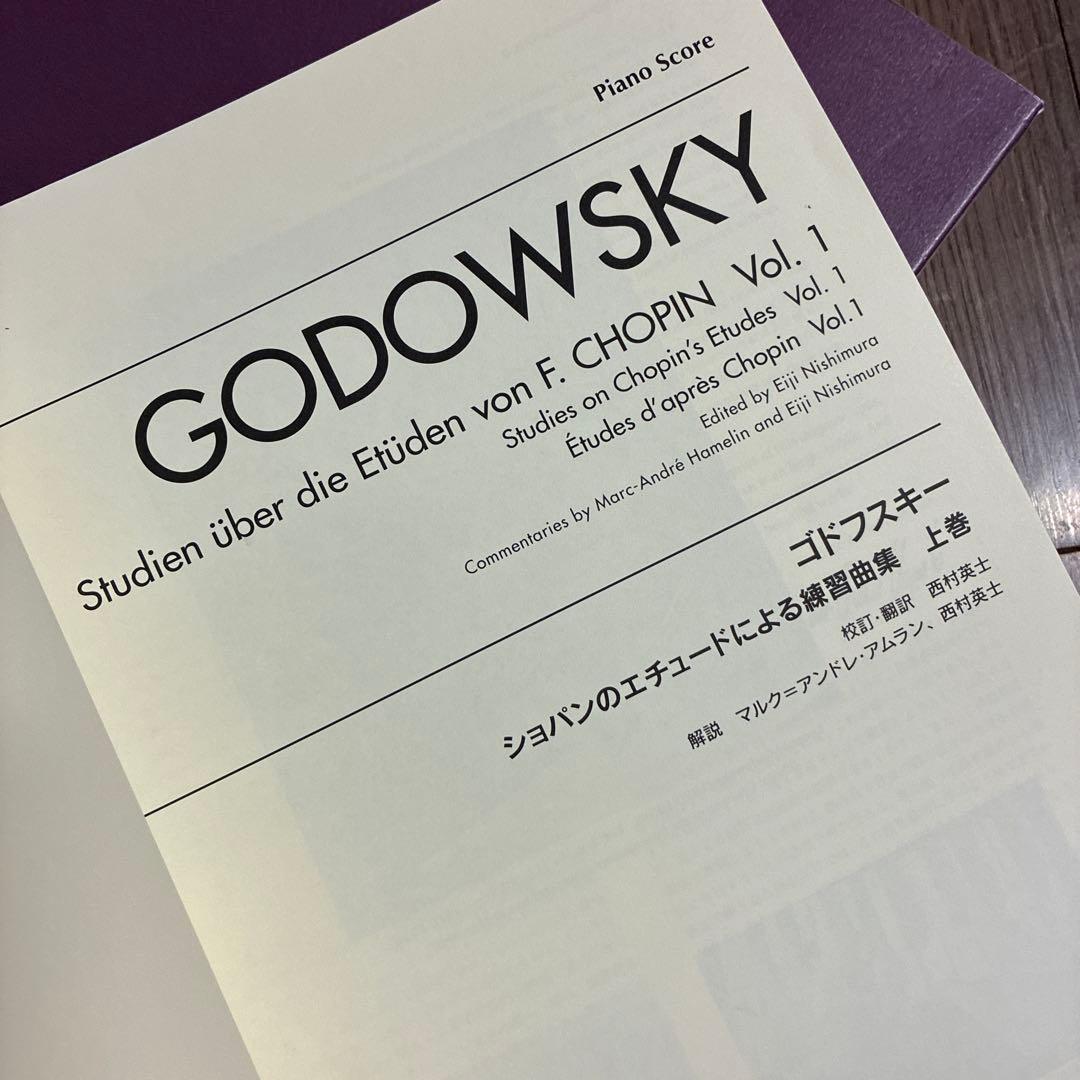 Piano Score
GODOWSKY
Studien über die Etüden von F. CHOPIN Vol. 1
Studies on Chopin's Etudes Vol. 1
Études d'après Chopin Vol.1
Edited by Eiji Nishimura
Commentaries by Marc-André Hamelin and Eiji Nishimura
ゴドフスキー
ショパンのエチュードによる練習曲集 上巻
校訂・翻訳 西村英士
解説 マルク=アンドレ・アムラン、西村英士